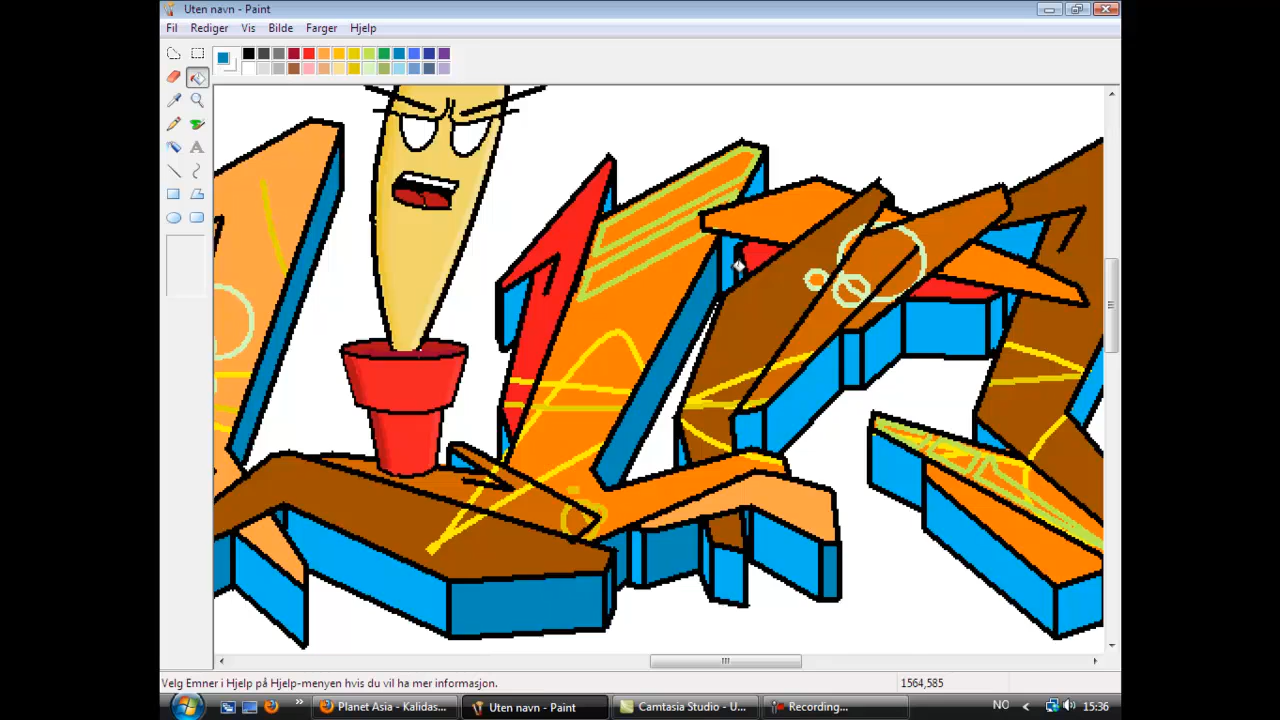 Uten navn - Paint
Fil Rediger Vis Bilde Farger Hjelp
Velg Emner i Hjelp på Hjelp-menyen hvis du vil ha mer informasjon.
1564,585
Planet Asia - Kalidas...
Uten navn - Paint
Camtasia Studio - U...
Recording...
NO
15:36